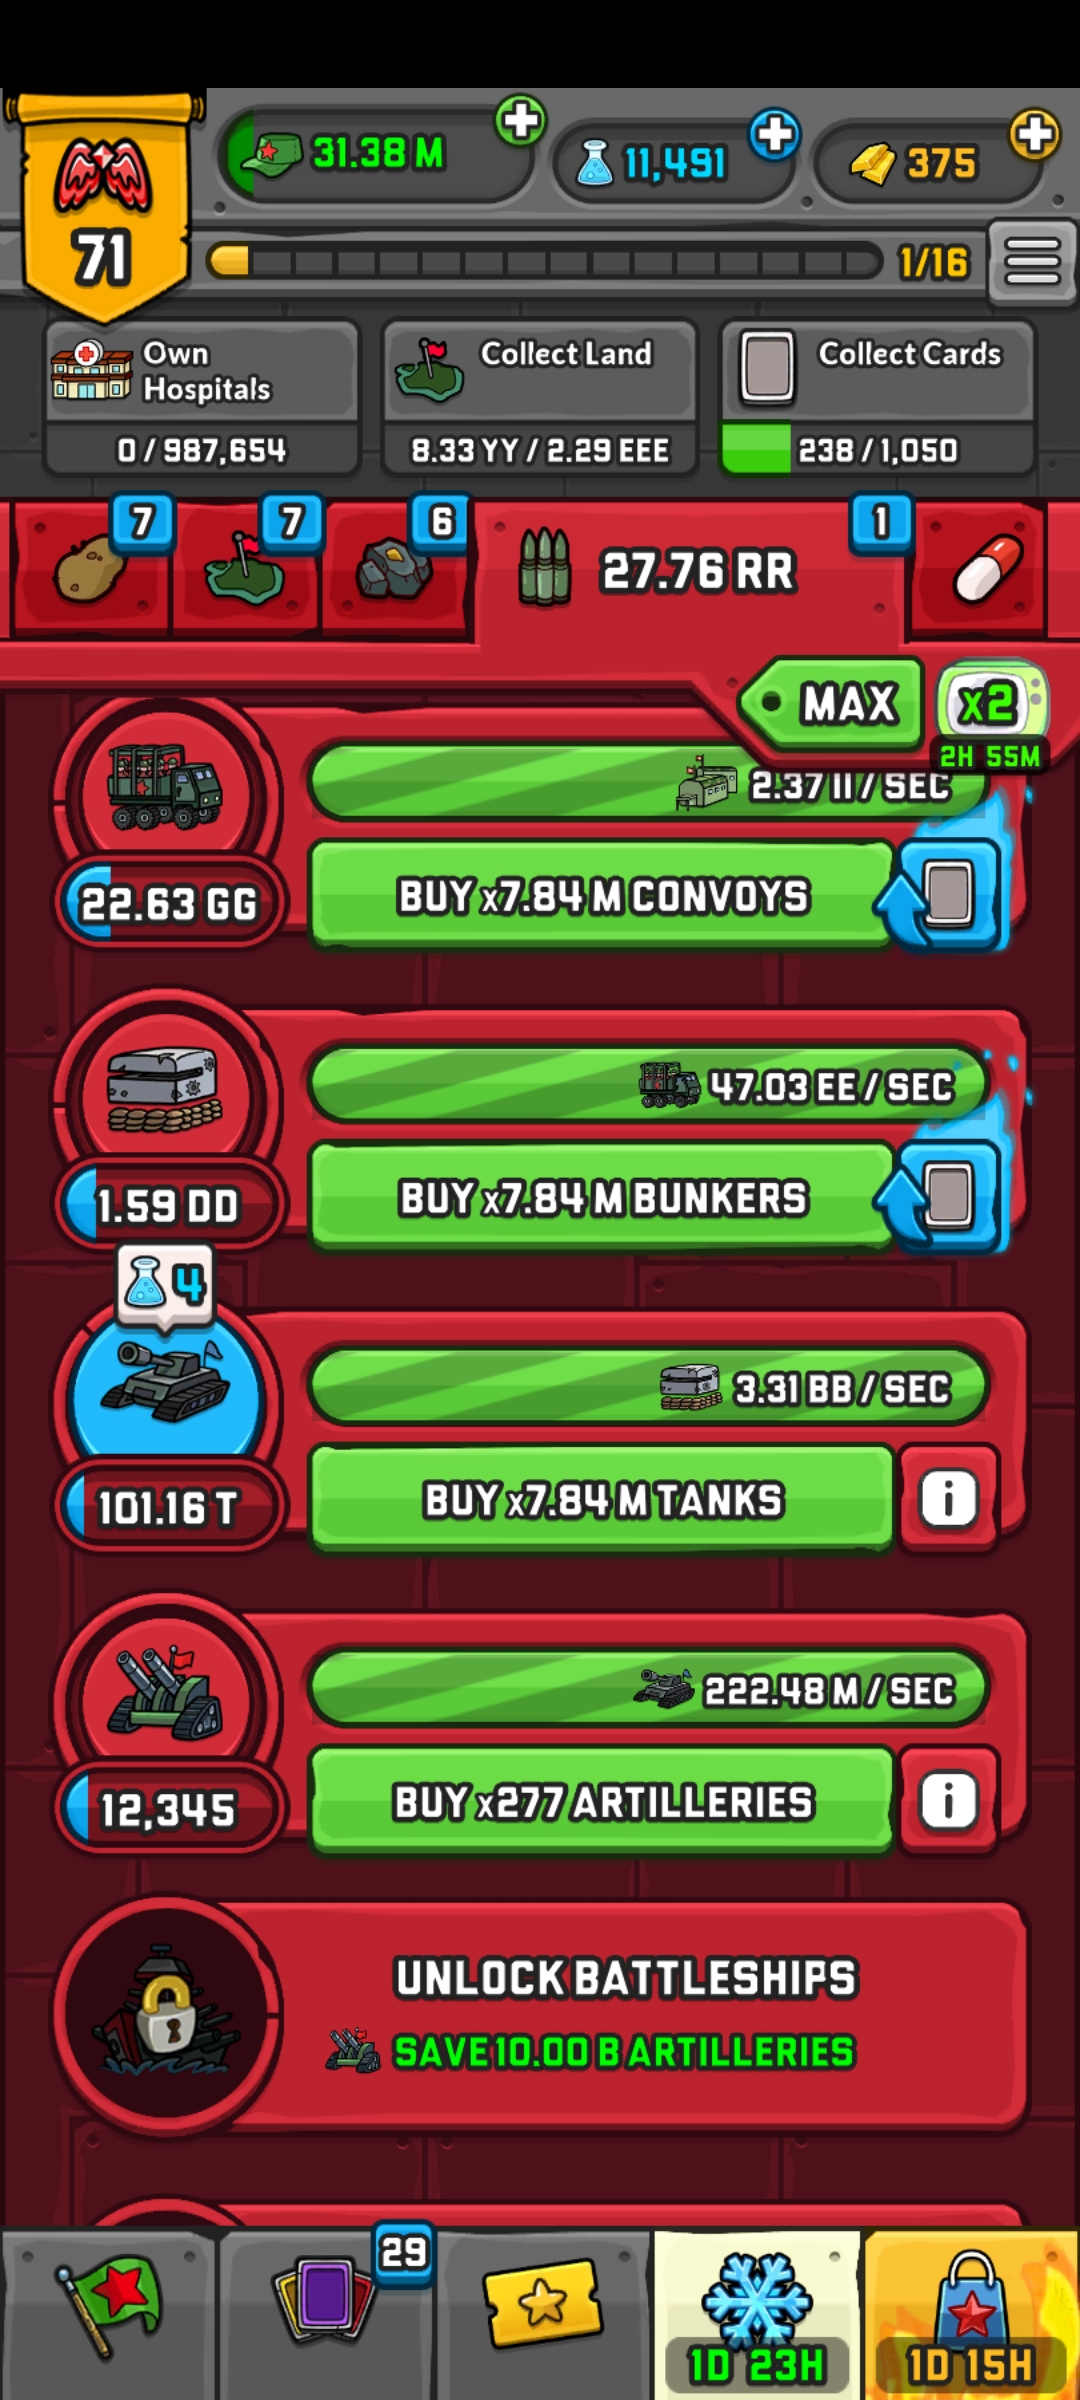 31.38 M
11,491
375
71
1/16
Own
Hospitals
0 / 987,654
Collect Land
8.33 YY / 2.29 EEE
Collect Cards
238 / 1,050
7
7
6
27.76 RR
1
MAX
x2
2H 55M
2.37 II / SEC
22.63 GG
BUY x7.84 M CONVOYS
47.03 EE / SEC
1.59 DD
BUY x7.84 M BUNKERS
4
3.31 BB / SEC
101.16 T
BUY x7.84 M TANKS
i
222.48 M / SEC
12,345
BUY x277 ARTILLERIES
i
UNLOCK BATTLESHIPS
SAVE 10.00 B ARTILLERIES
29
1D 23H
1D 15H